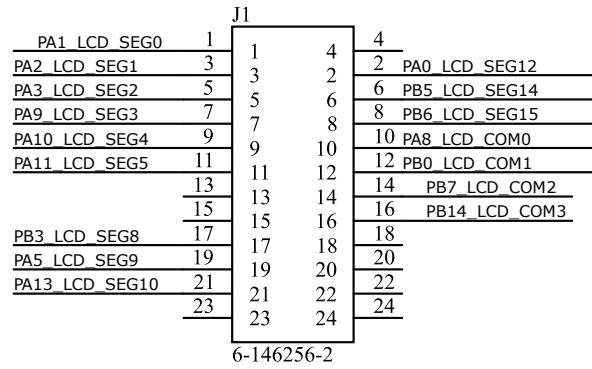 J1
PA1_LCD_SEG0 1 1 4 4
PA2_LCD_SEG1 3 3 2 2 PA0_LCD_SEG12
PA3_LCD_SEG2 5 5 6 6 PB5_LCD_SEG14
PA9_LCD_SEG3 7 7 8 8 PB6_LCD_SEG15
PA10_LCD_SEG4 9 9 10 10 PA8_LCD_COM0
PA11_LCD_SEG5 11 11 12 12 PB0_LCD_COM1
13 13 14 14 PB7_LCD_COM2
15 15 16 16 PB14_LCD_COM3
PB3_LCD_SEG8 17 17 18 18
PA5_LCD_SEG9 19 19 20 20
PA13_LCD_SEG10 21 21 22 22
23 23 24 24
6-146256-2